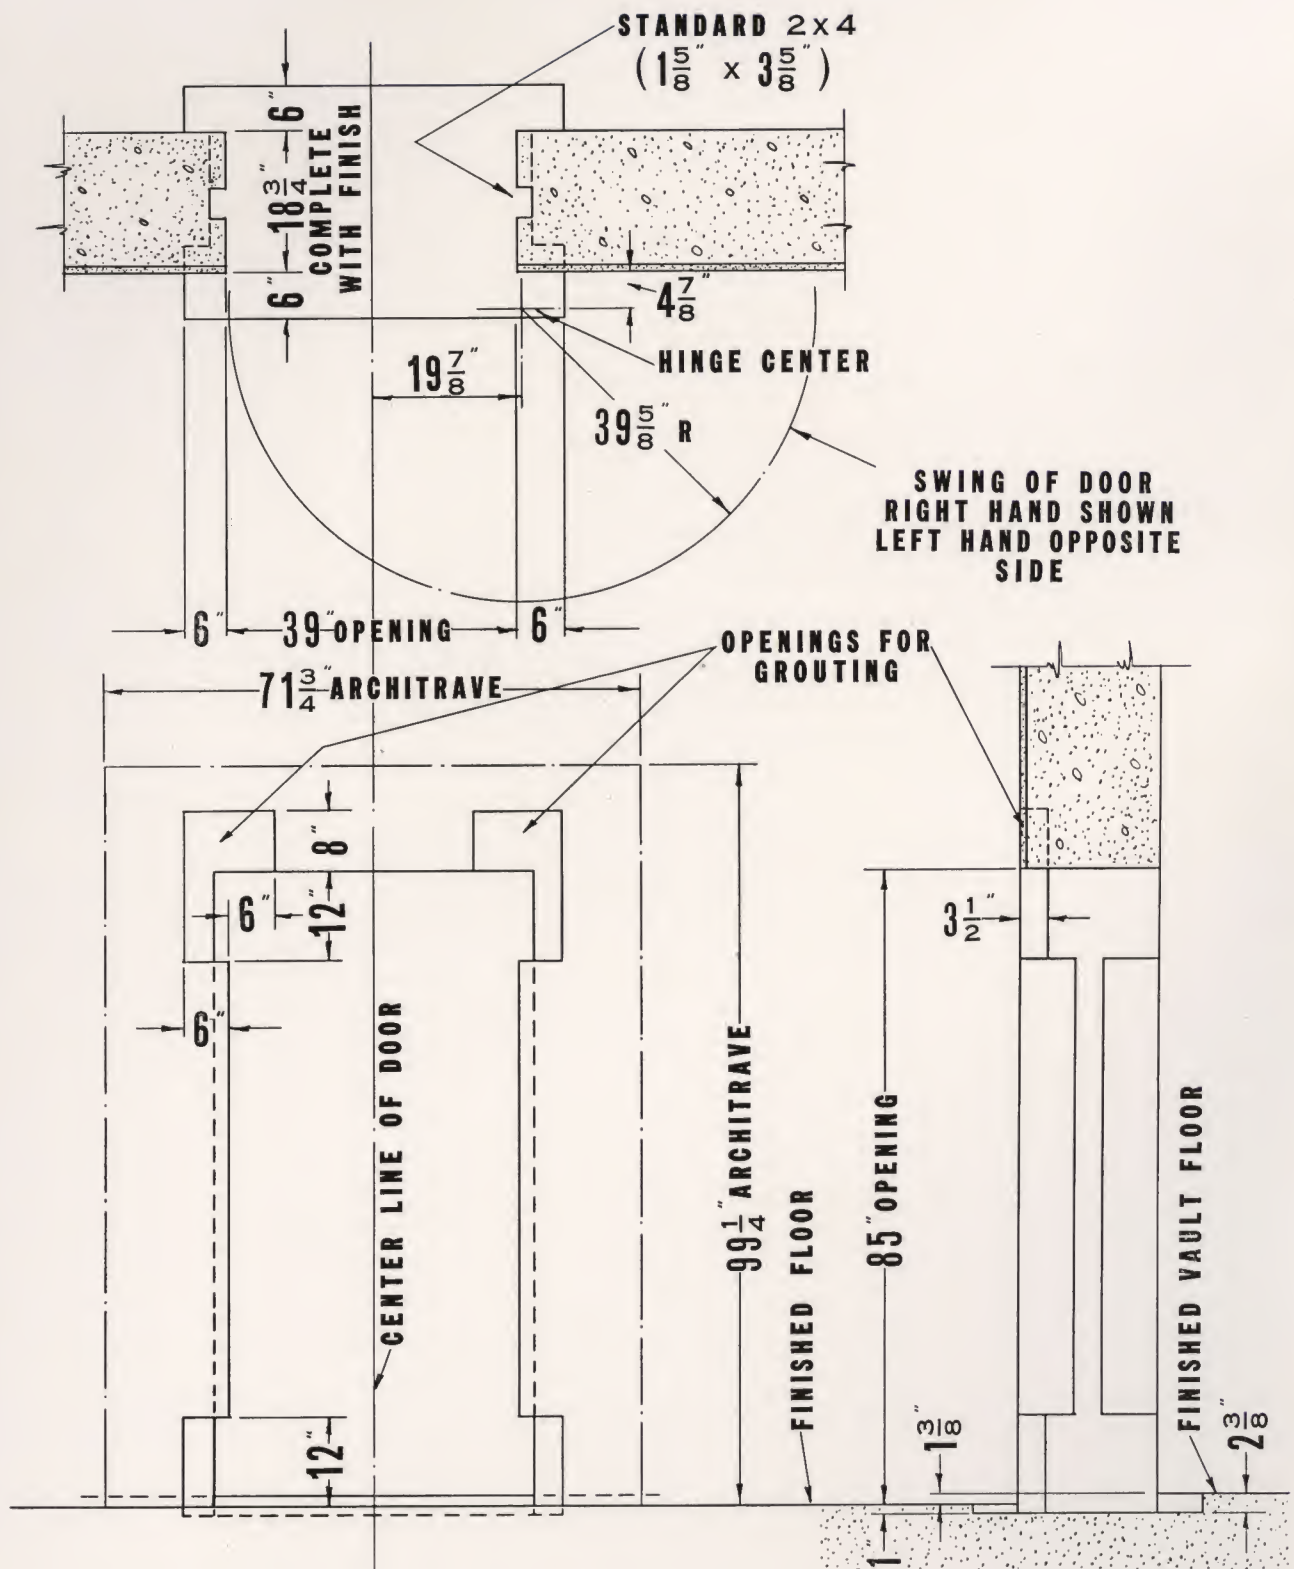 STANDARD 2x4
(1 5/8" x 3 5/8")
6"
18 3/4"
COMPLETE
WITH FINISH
6"
4 7/8"
HINGE CENTER
19 7/8"
39 5/8" R
SWING OF DOOR
RIGHT HAND SHOWN
LEFT HAND OPPOSITE
SIDE
6" 39" OPENING 6"
OPENINGS FOR
GROUTING
71 3/4" ARCHITRAVE
8"
6"
12"
3 1/2"
6"
CENTER LINE OF DOOR
99 1/4" ARCHITRAVE
FINISHED FLOOR
85" OPENING
FINISHED VAULT FLOOR
12"
1 3/8"
2 3/8"
1"